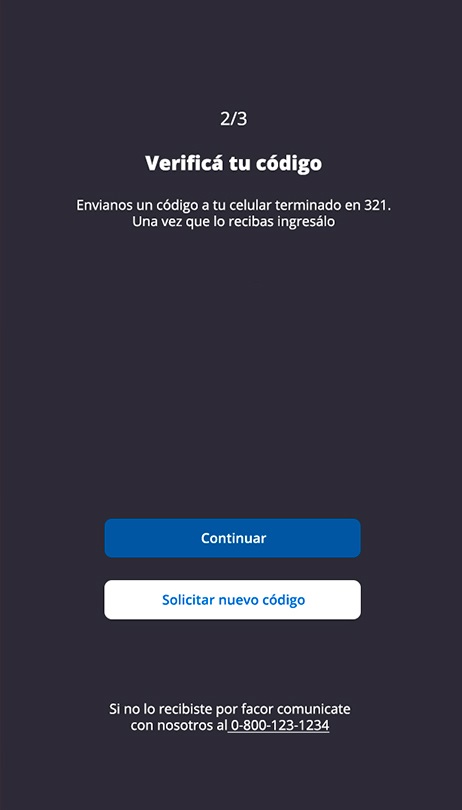 2/3
Verificá tu código
Envianos un código a tu celular terminado en 321.
Una vez que lo recibas ingresálo
Continuar
Solicitar nuevo código
Si no lo recibiste por facor comunicate
con nosotros al 0-800-123-1234